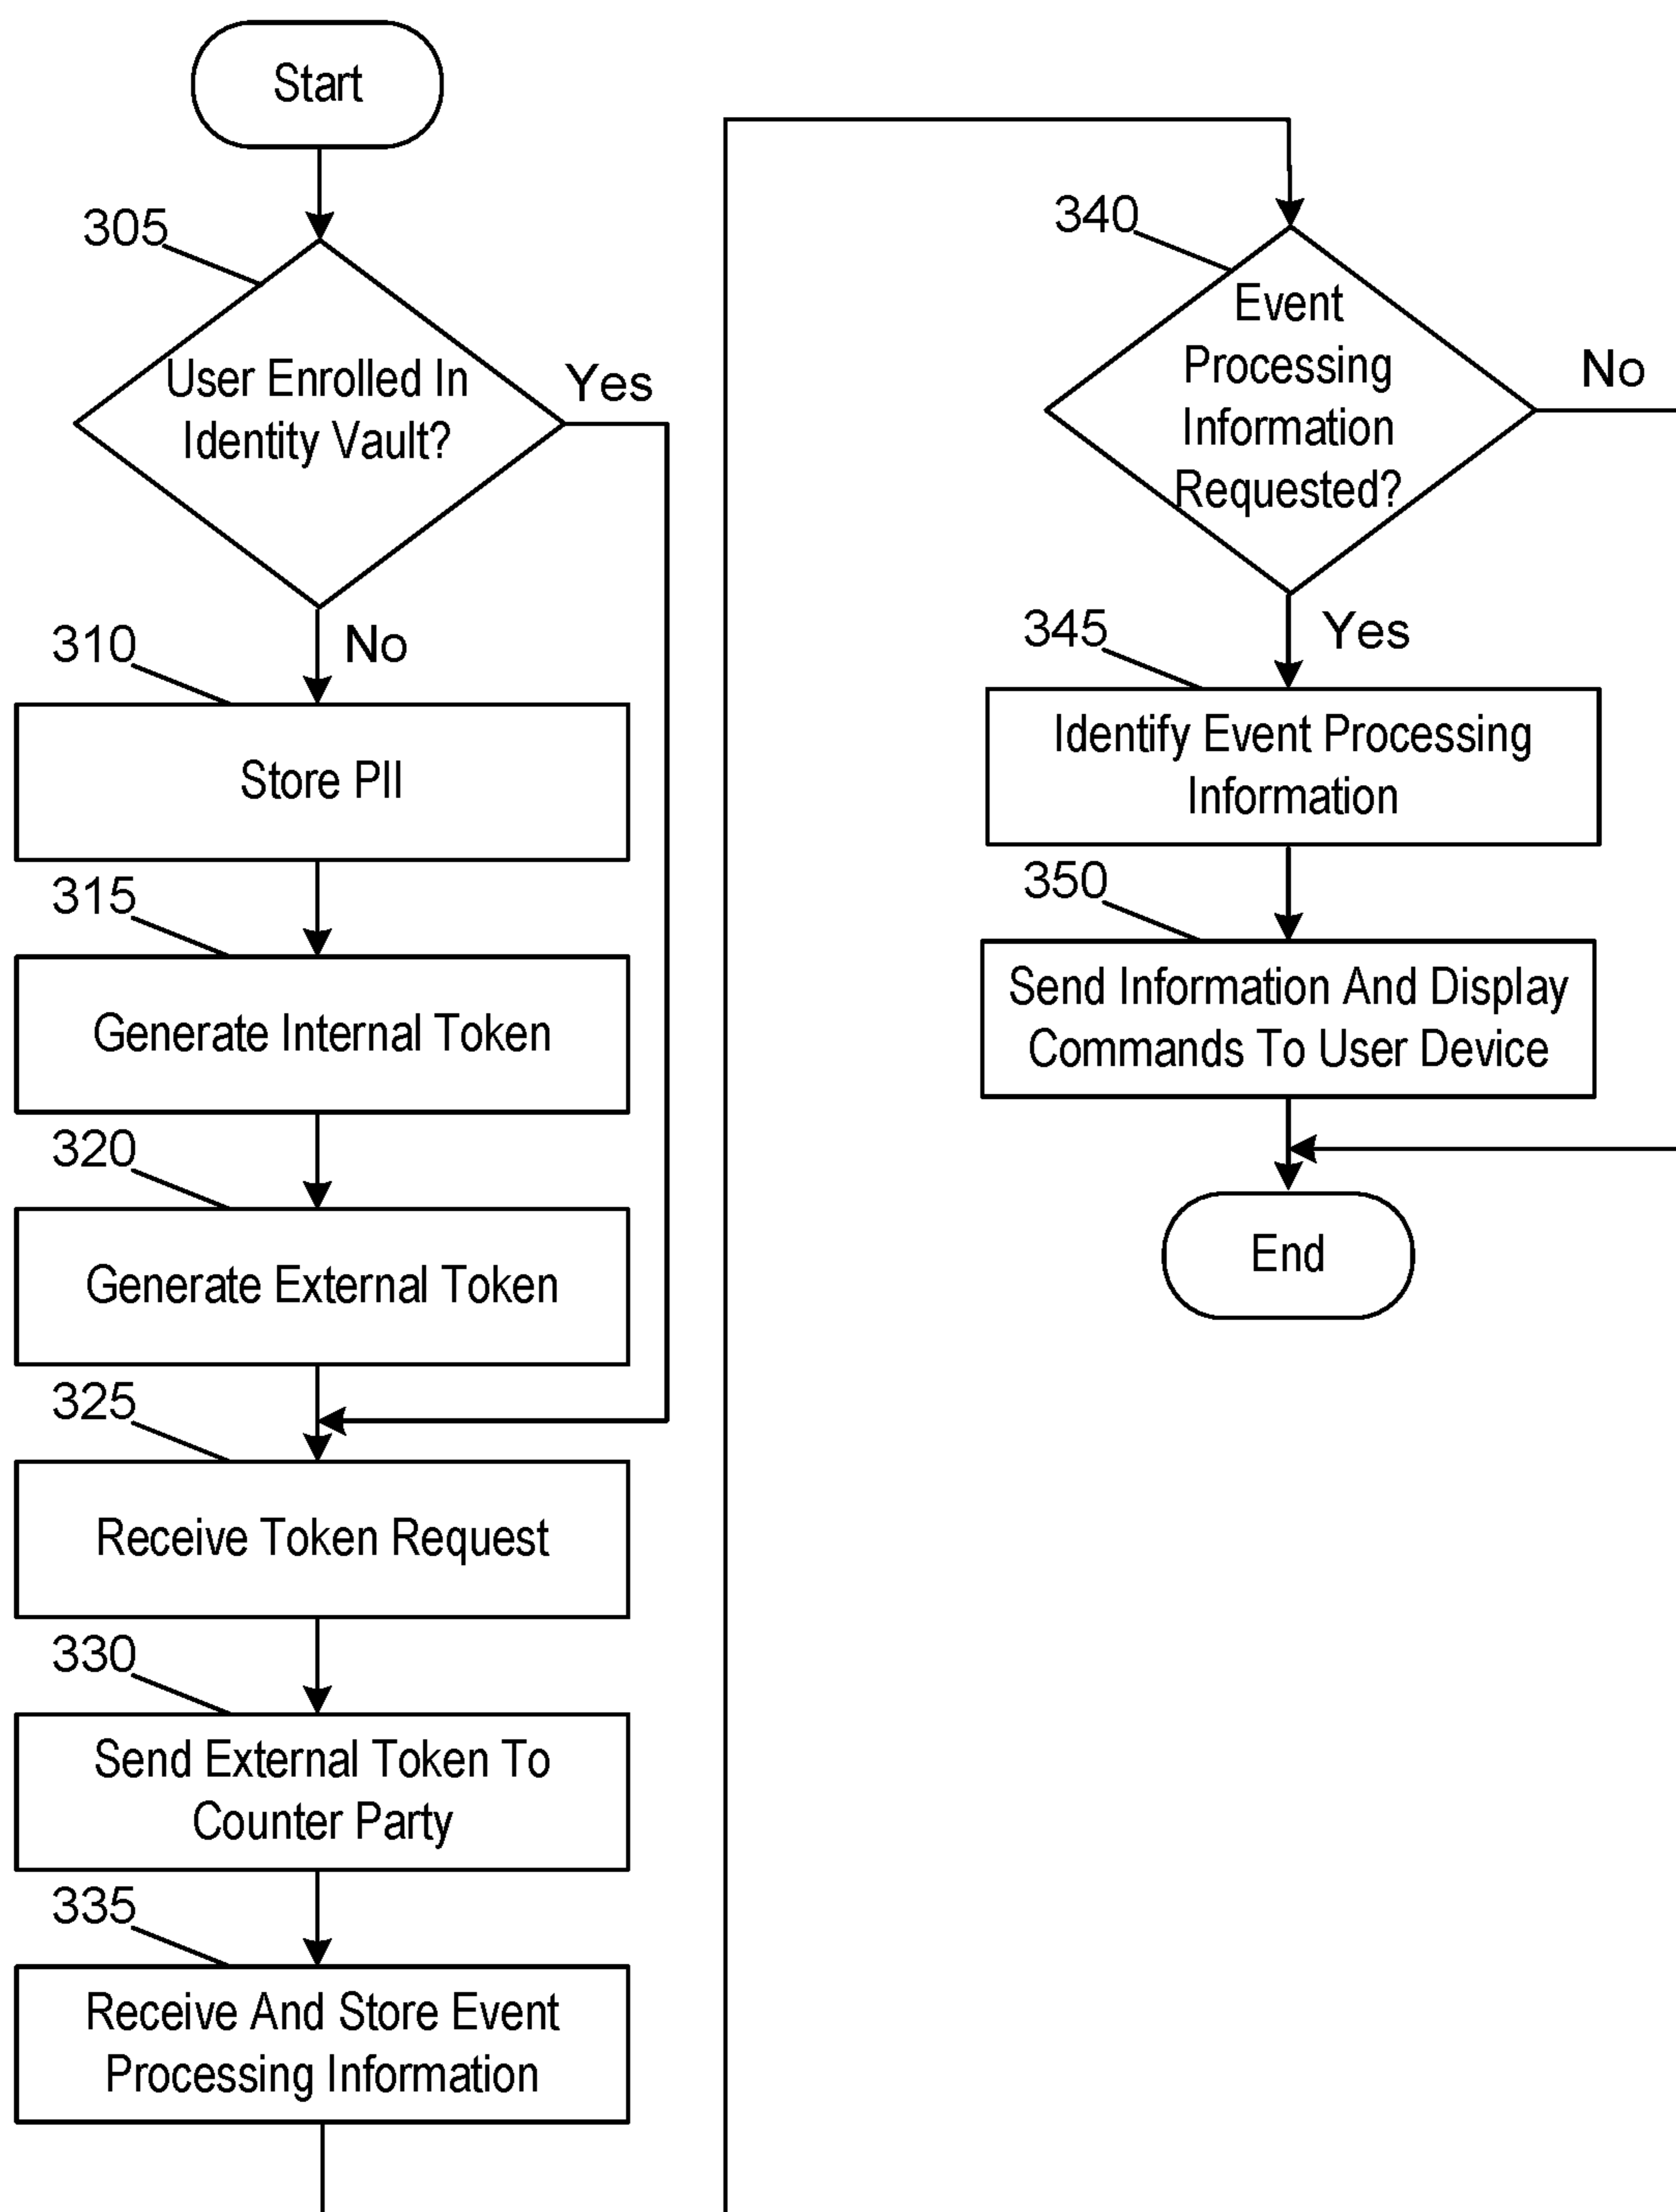 Start
305
User Enrolled In
Identity Vault?
Yes
No
310
Store PII
315
Generate Internal Token
320
Generate External Token
325
Receive Token Request
330
Send External Token To
Counter Party
335
Receive And Store Event
Processing Information
340
Event
Processing
Information
Requested?
No
Yes
345
Identify Event Processing
Information
350
Send Information And Display
Commands To User Device
End